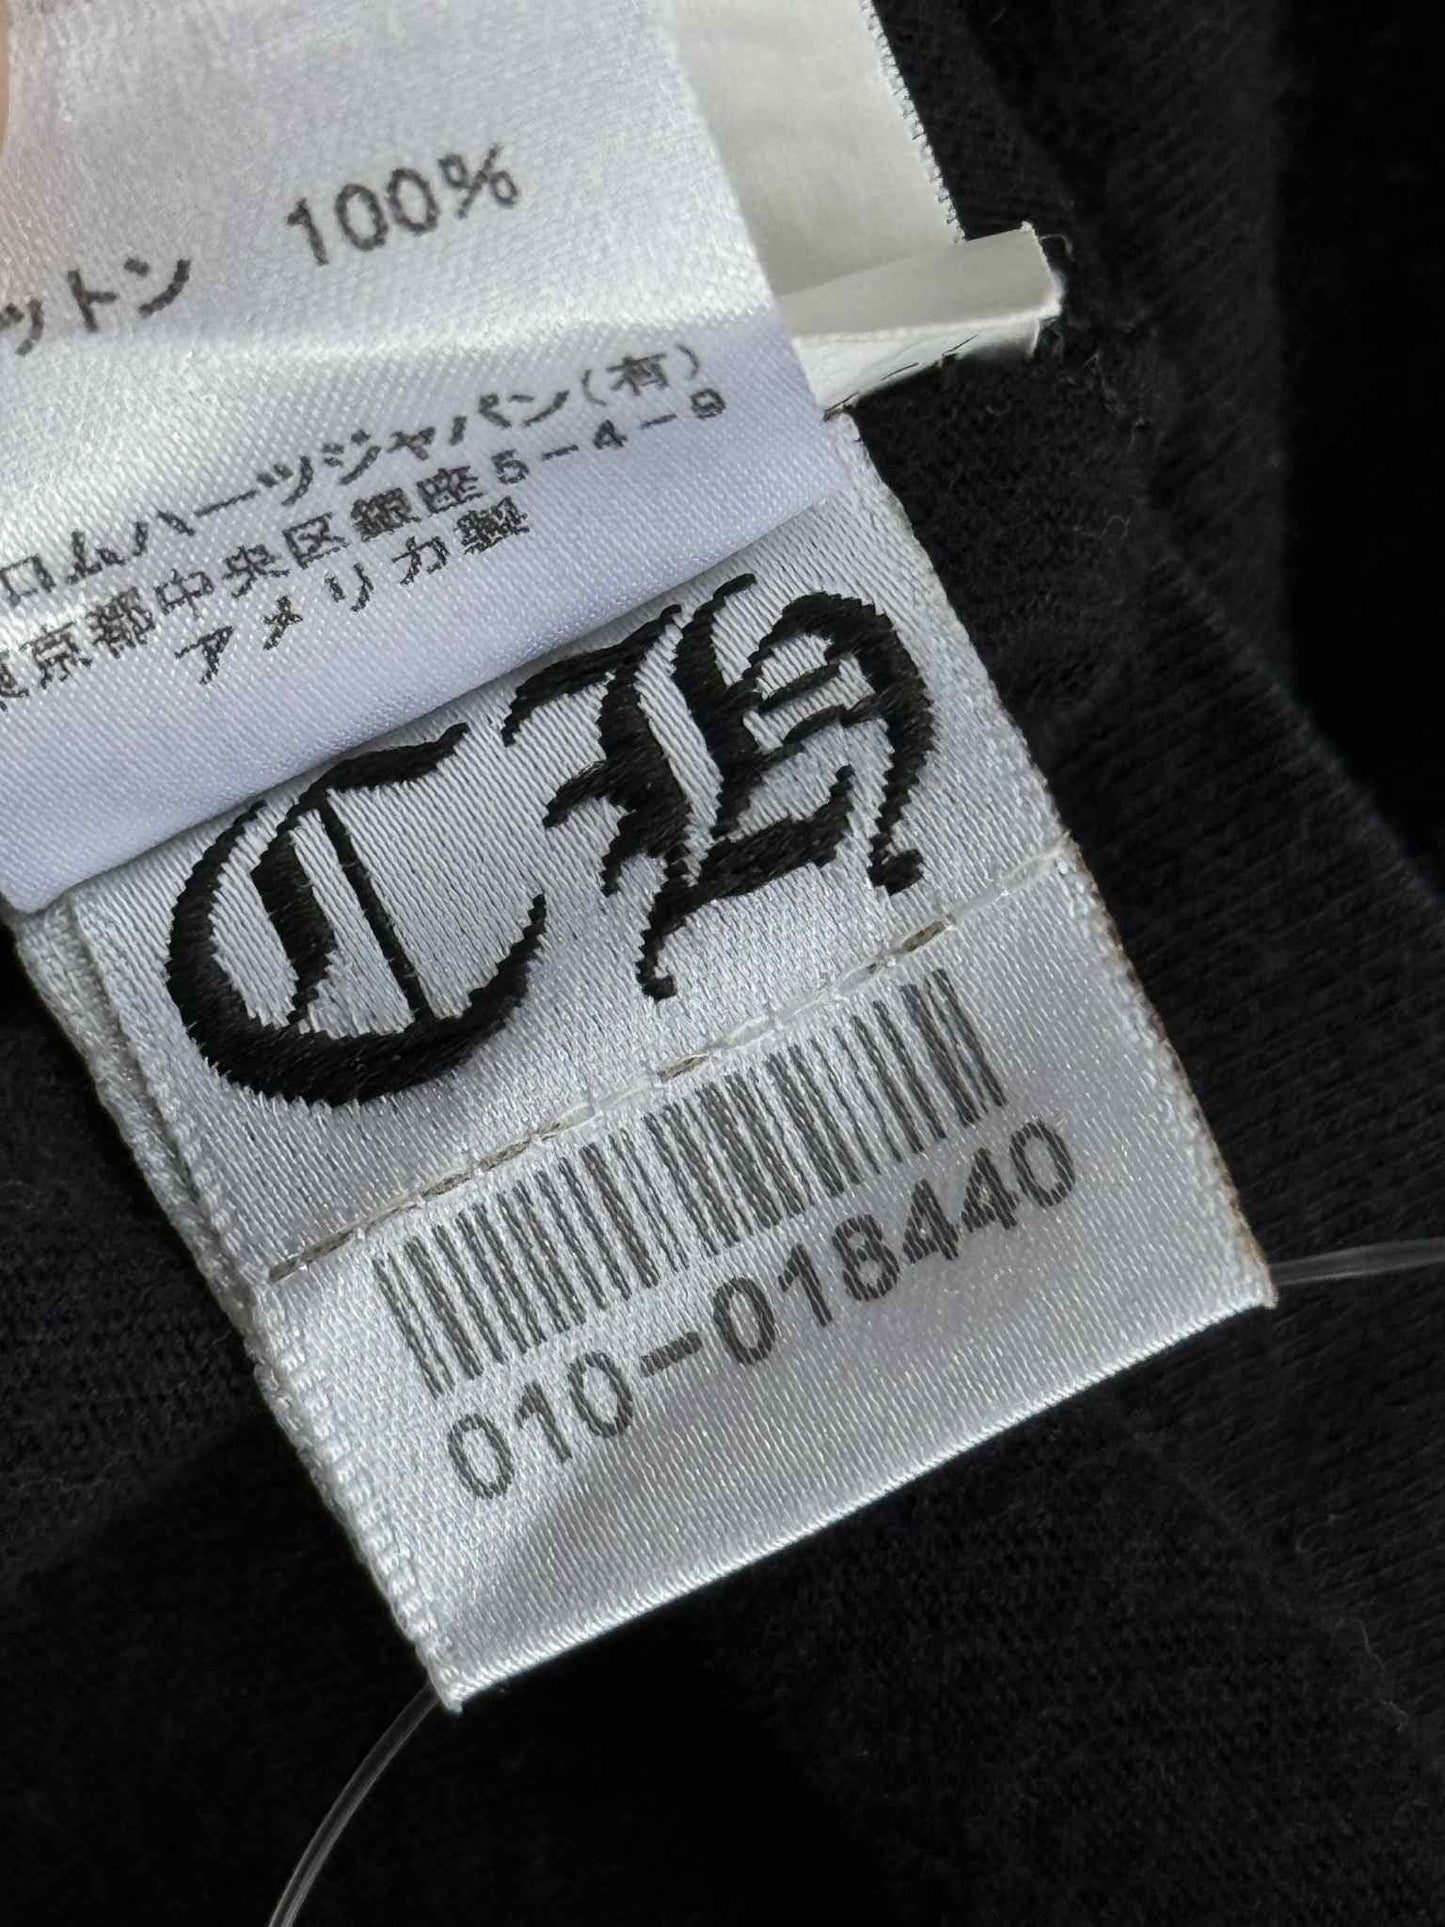 ットン 100%
ロムハーツジャパン(有)
東京都中央区銀座5-4-9
アメリカ製
CH
010-018440